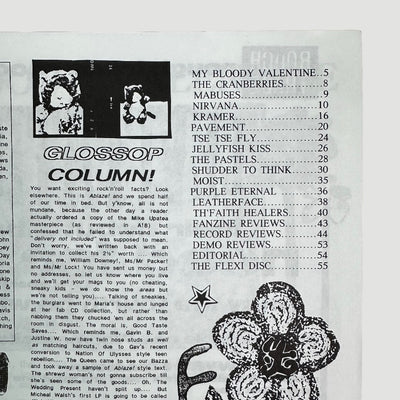 GLOSSOP
COLUMN!
You want exciting rock'n'roll facts? Look
elsewhere. This is Ablaze! and we spend half
of our time in bed. But y'know, all is not
mundane, because the other day a reader
actually ordered a copy of the Mike Upstea
masterpiece (as reviewed in A!8) but
confessed that he failed to understand what
"delivery not included" was supposed to mean.
Don't worry, we've written back with an
invitation to collect his 2½" worth .... Which
reminds me, William Downey!, Ms/Mr Packar!
and Ms/Mr Lock! You have sent us money but
no addresses, so let us know where you live
and we'll get your mags to you (no cheating,
sneaky kids - we do know the areas but
we're not telling you).... Talking of sneakies,
the burglars went to Maria's house and lunged
at her fab CD collection, but rather than
nabbing them they chucked 'em all across the
room in disgust. The moral is, Good Taste
Saves .... Which reminds me, Gavin B. and
Justine W. now have twin nose studs as well
as matching haircuts, due to Gar's recent
conversion to Nation Of Ulysses style teen
rebellion.... The Queen came to see our Bazza
and took away a sample of Ablaze! Style text.
The shrewd woman's not gonna subscribe till
she's seen some of the goods.... Oh, The
Wedding Present haven't split up.... But
Micheal Walsh's first LP is going to be called
MY BLOODY VALENTINE..5
THE CRANBERRIES........8
MABUSES................9
NIRVANA................10
KRAMER................16
PAVEMENT..............20
TSE TSE FLY............24
JELLYFISH KISS..........26
THE PASTELS............28
SHUDDER TO THINK......30
MOIST..................35
PURPLE ETERNAL........36
LEATHERFACE............38
TH'FAITH HEALERS......40
FANZINE REVIEWS........43
RECORD REVIEWS........44
DEMO REVIEWS..........53
EDITORIAL..............54
THE FLEXI DISC..........55